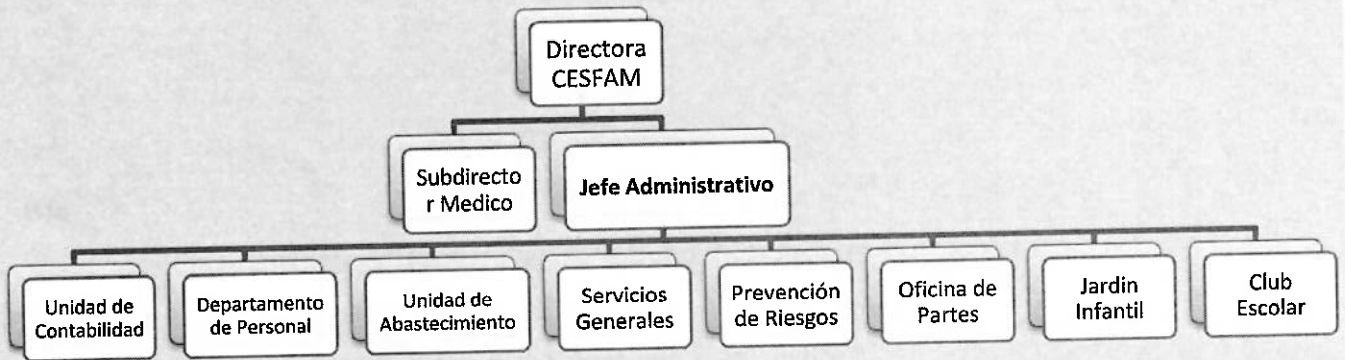 Directora
CESFAM
Subdirecto
r Medico
Jefe Administrativo
Unidad de
Contabilidad
Departamento
de Personal
Unidad de
Abastecimiento
Servicios
Generales
Prevención
de Riesgos
Oficina de
Partes
Jardin
Infantil
Club
Escolar